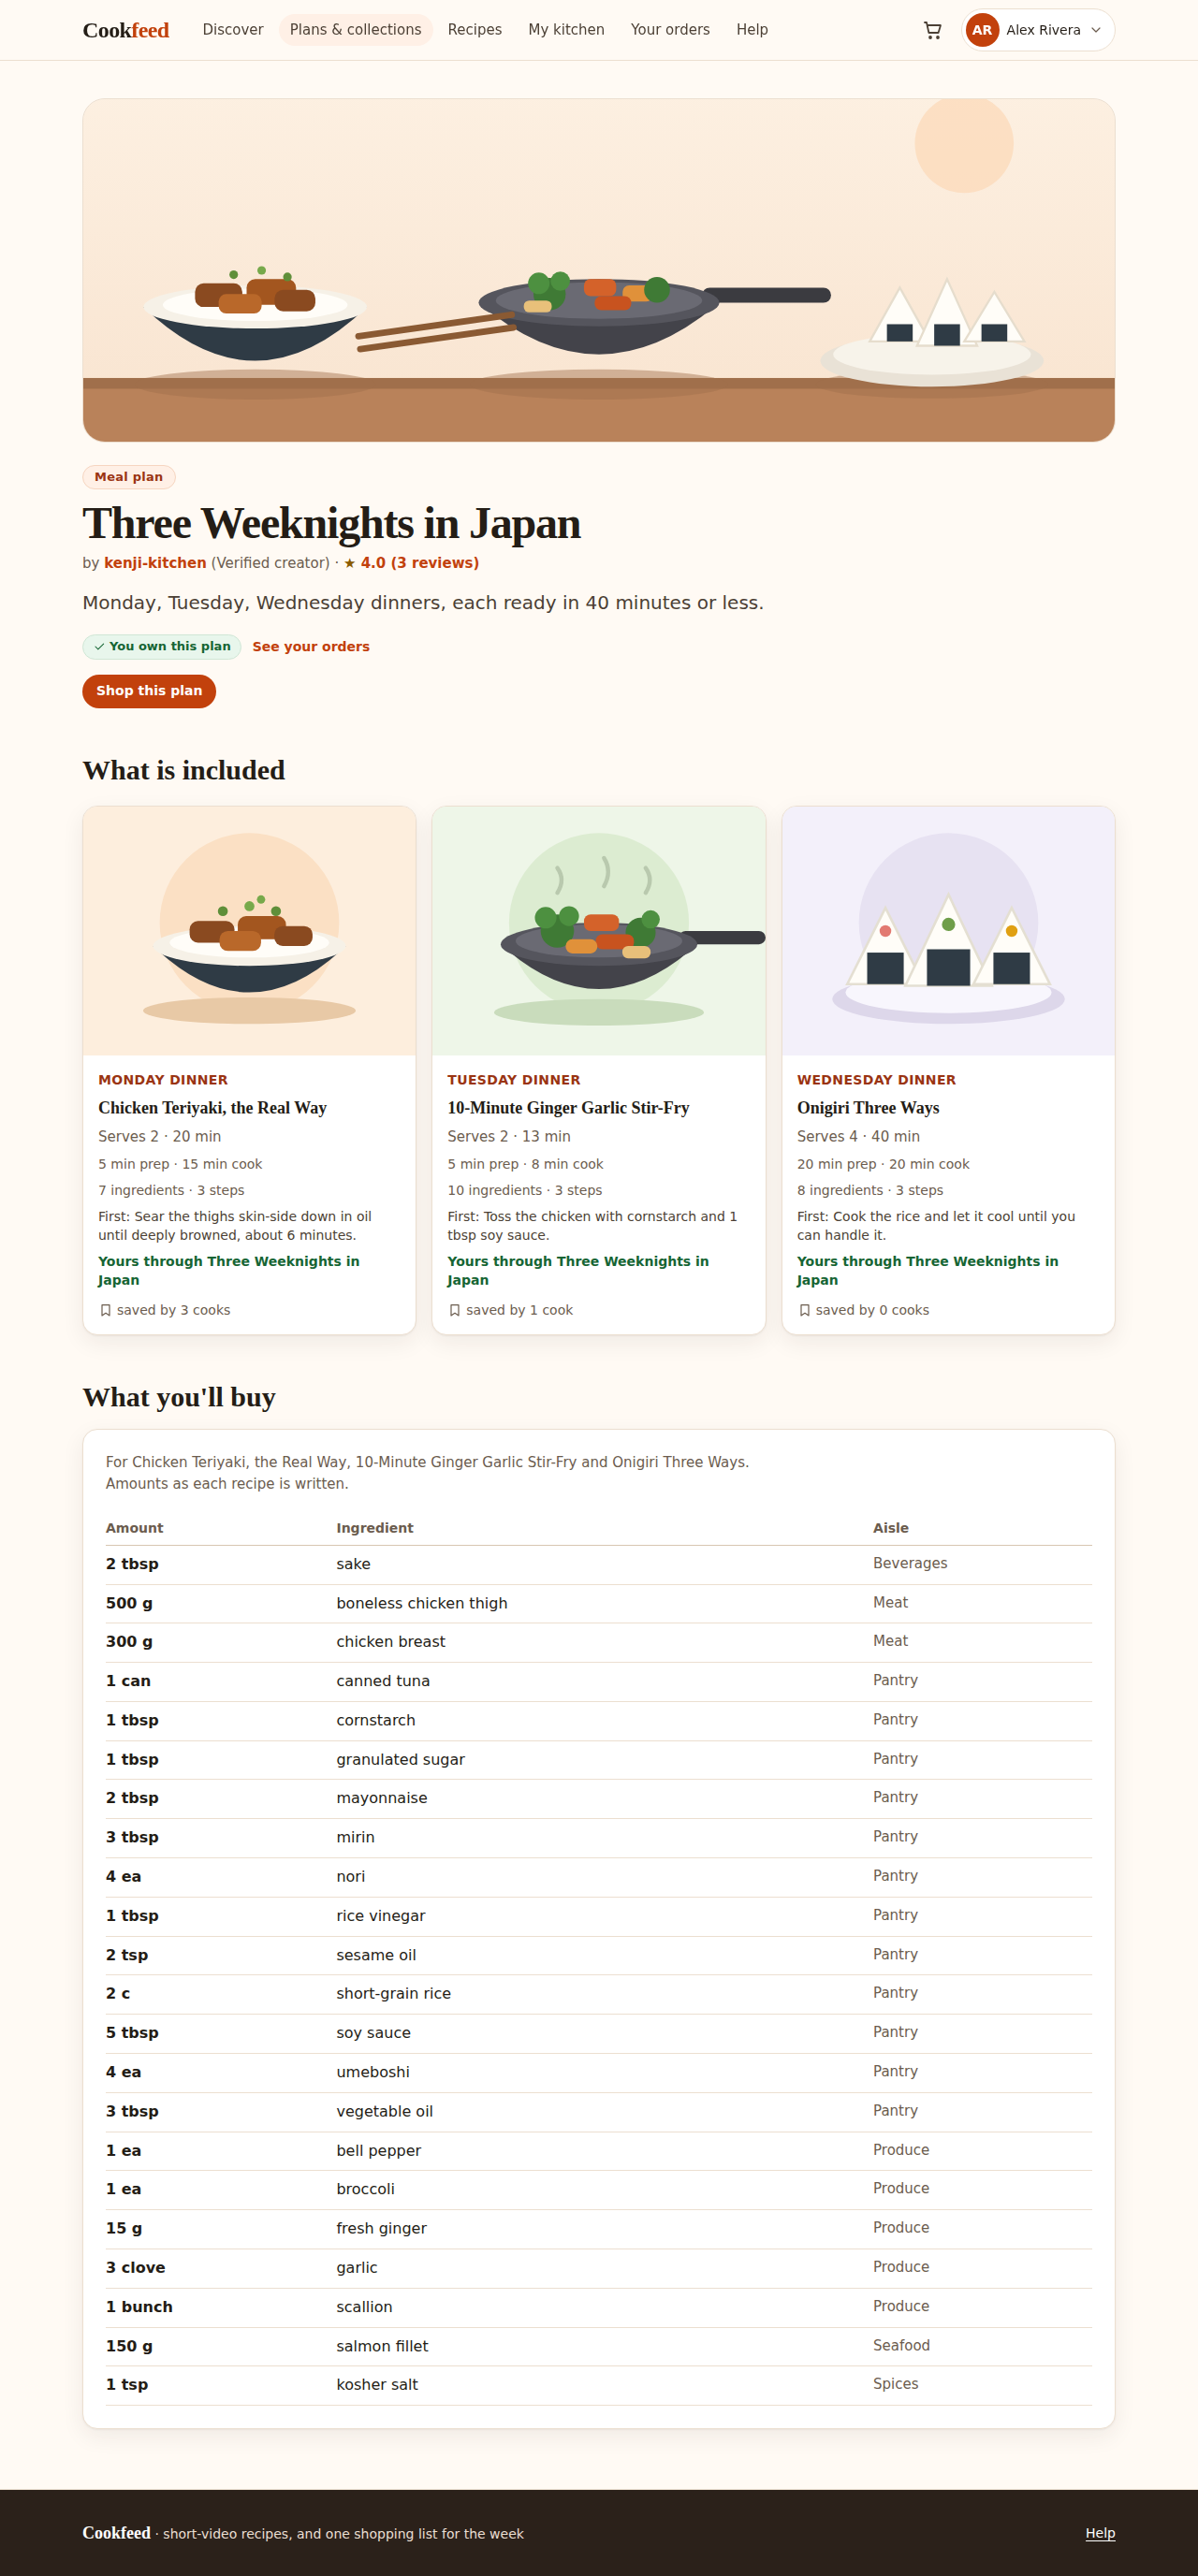 Cookfeed Discover Plans & collections Recipes My kitchen Your orders Help AR Alex Rivera
Meal plan
Three Weeknights in Japan
by kenji-kitchen (Verified creator) · ★ 4.0 (3 reviews)
Monday, Tuesday, Wednesday dinners, each ready in 40 minutes or less.
✓ You own this plan See your orders
Shop this plan
What is included
MONDAY DINNER
Chicken Teriyaki, the Real Way
Serves 2 · 20 min
5 min prep · 15 min cook
7 ingredients · 3 steps
First: Sear the thighs skin-side down in oil
until deeply browned, about 6 minutes.
Yours through Three Weeknights in
Japan
saved by 3 cooks
TUESDAY DINNER
10-Minute Ginger Garlic Stir-Fry
Serves 2 · 13 min
5 min prep · 8 min cook
10 ingredients · 3 steps
First: Toss the chicken with cornstarch and 1
tbsp soy sauce.
Yours through Three Weeknights in
Japan
saved by 1 cook
WEDNESDAY DINNER
Onigiri Three Ways
Serves 4 · 40 min
20 min prep · 20 min cook
8 ingredients · 3 steps
First: Cook the rice and let it cool until you
can handle it.
Yours through Three Weeknights in
Japan
saved by 0 cooks
What you'll buy
For Chicken Teriyaki, the Real Way, 10-Minute Ginger Garlic Stir-Fry and Onigiri Three Ways.
Amounts as each recipe is written.
Amount Ingredient Aisle
2 tbsp sake Beverages
500 g boneless chicken thigh Meat
300 g chicken breast Meat
1 can canned tuna Pantry
1 tbsp cornstarch Pantry
1 tbsp granulated sugar Pantry
2 tbsp mayonnaise Pantry
3 tbsp mirin Pantry
4 ea nori Pantry
1 tbsp rice vinegar Pantry
2 tsp sesame oil Pantry
2 c short-grain rice Pantry
5 tbsp soy sauce Pantry
4 ea umeboshi Pantry
3 tbsp vegetable oil Pantry
1 ea bell pepper Produce
1 ea broccoli Produce
15 g fresh ginger Produce
3 clove garlic Produce
1 bunch scallion Produce
150 g salmon fillet Seafood
1 tsp kosher salt Spices
Cookfeed · short-video recipes, and one shopping list for the week Help